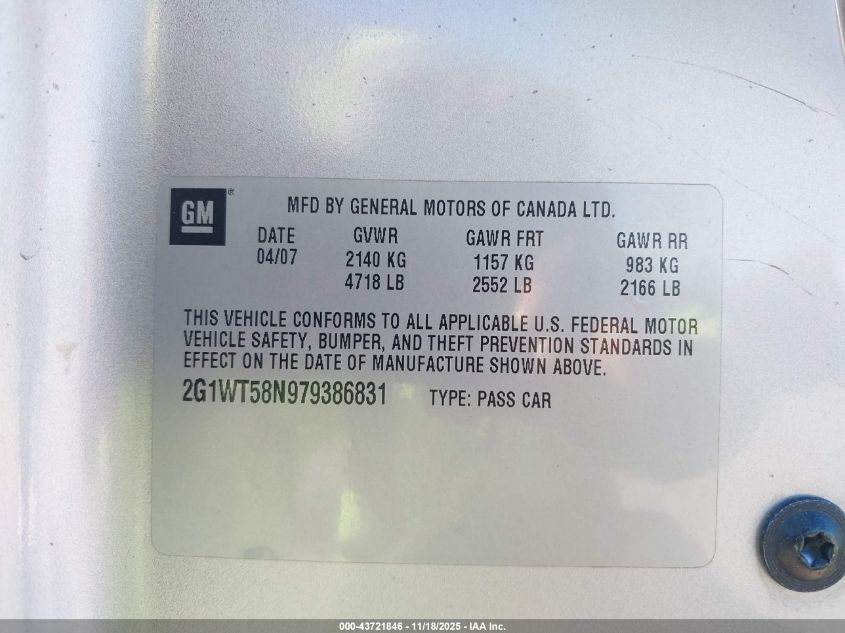 GM ®
MFD BY GENERAL MOTORS OF CANADA LTD.
DATE GVWR GAWR FRT GAWR RR
04/07 2140 KG 1157 KG 983 KG
4718 LB 2552 LB 2166 LB
THIS VEHICLE CONFORMS TO ALL APPLICABLE U.S. FEDERAL MOTOR
VEHICLE SAFETY, BUMPER, AND THEFT PREVENTION STANDARDS IN
EFFECT ON THE DATE OF MANUFACTURE SHOWN ABOVE.
2G1WT58N979386831 TYPE: PASS CAR
000-43721846 - 11/18/2025 - IAA Inc.